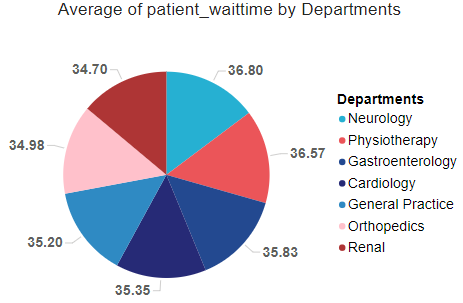 Average of patient_waittime by Departments
34.70
36.80
34.98
36.57
35.20
35.83
35.35
Departments
Neurology
Physiotherapy
Gastroenterology
Cardiology
General Practice
Orthopedics
Renal